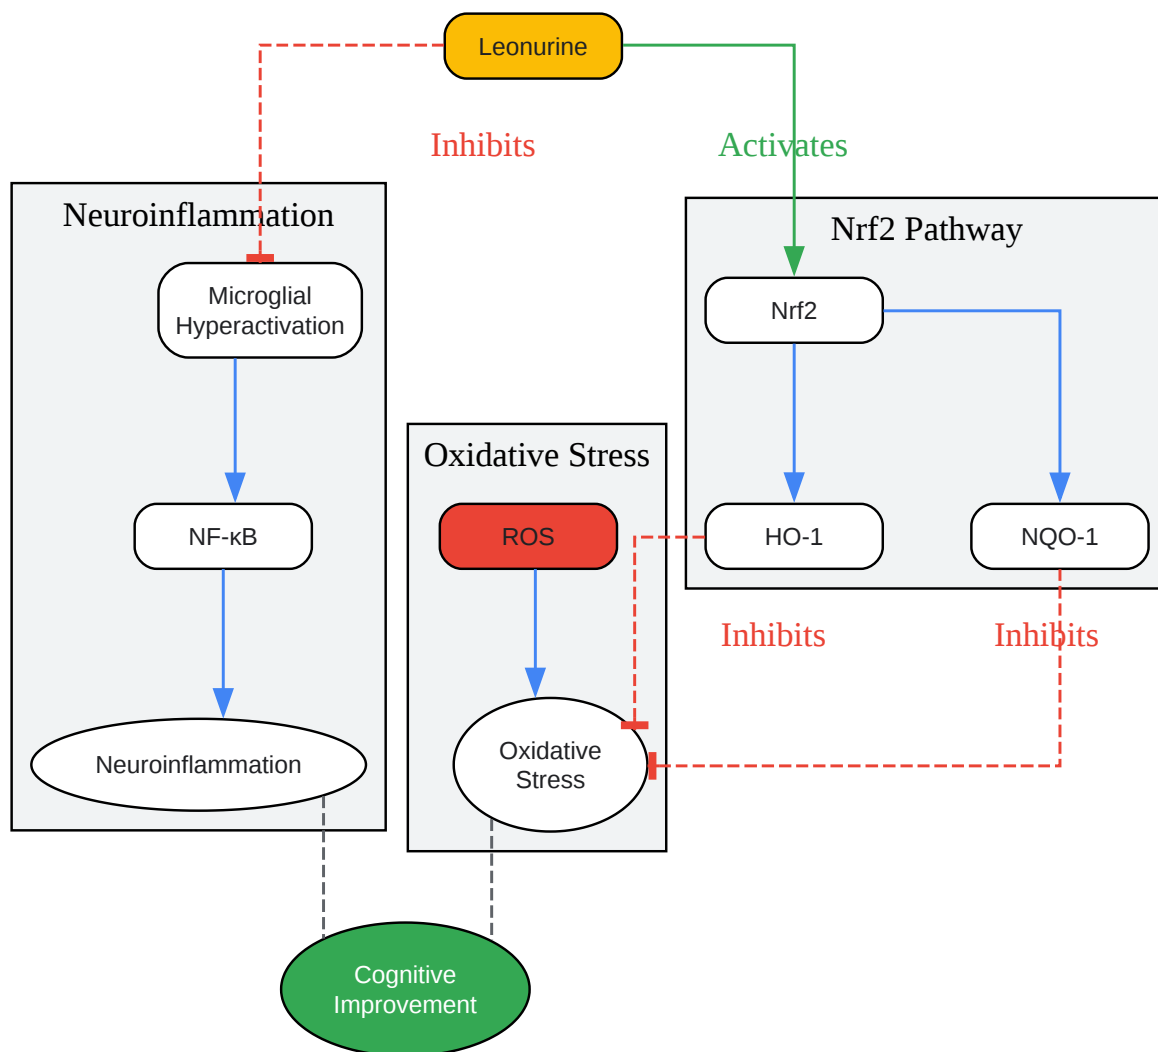 Leonurine
Inhibits
Activates
Neuroinflammation
Nrf2 Pathway
Microglial
Hyperactivation
Nrf2
Oxidative Stress
NF-κB
ROS
HO-1
NQO-1
Inhibits
Inhibits
Neuroinflammation
Oxidative
Stress
Cognitive
Improvement